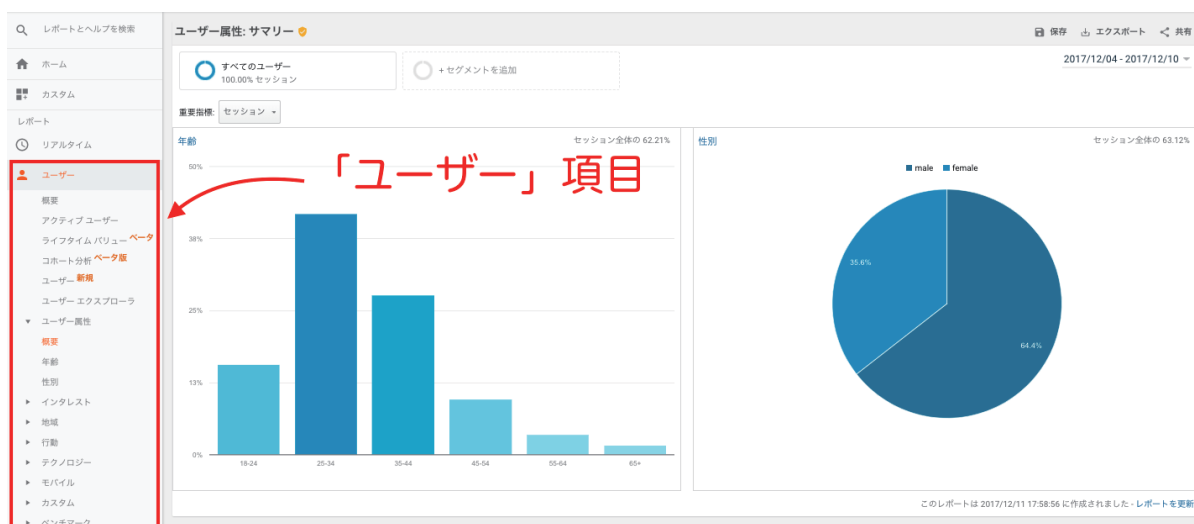 レポートとヘルプを検索
ホーム
カスタム
レポート
リアルタイム
ユーザー
概要
アクティブ ユーザー
ライフタイム バリュー ベータ
コホート分析 ベータ版
ユーザー 新規
ユーザー エクスプローラ
ユーザー属性
概要
年齢
性別
インタレスト
地域
行動
テクノロジー
モバイル
カスタム
ベンチマーク
ユーザー属性: サマリー
保存 エクスポート 共有
すべてのユーザー
100.00% セッション
+ セグメントを追加
2017/12/04 - 2017/12/10
重要指標: セッション
年齢 セッション全体の 62.21%
「ユーザー」項目
50%
38%
25%
13%
0%
18-24 25-34 35-44 45-54 55-64 65+
性別 セッション全体の 63.12%
male female
35.6%
64.4%
このレポートは 2017/12/11 17:58:56 に作成されました - レポートを更新